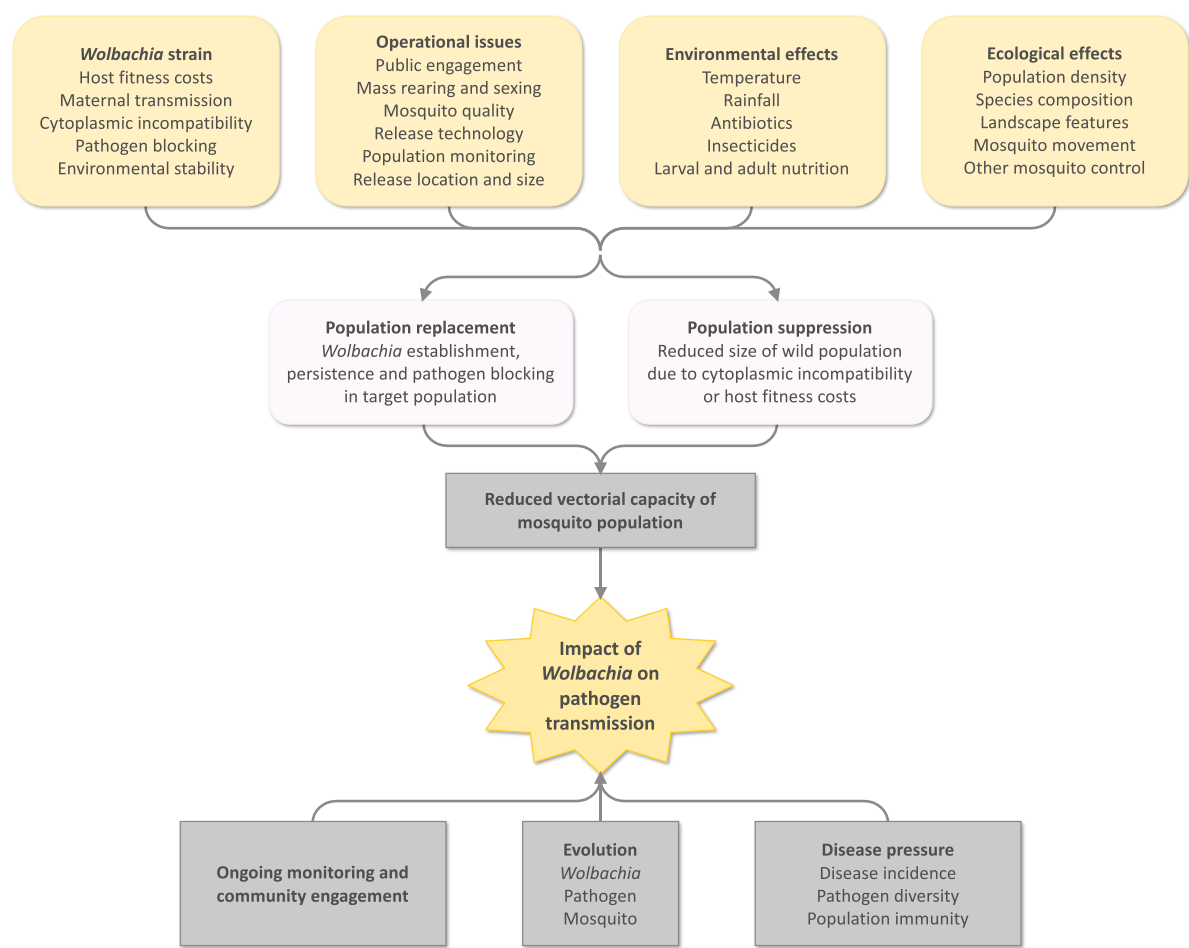 Wolbachia strain
Host fitness costs
Maternal transmission
Cytoplasmic incompatibility
Pathogen blocking
Environmental stability
Operational issues
Public engagement
Mass rearing and sexing
Mosquito quality
Release technology
Population monitoring
Release location and size
Environmental effects
Temperature
Rainfall
Antibiotics
Insecticides
Larval and adult nutrition
Ecological effects
Population density
Species composition
Landscape features
Mosquito movement
Other mosquito control
Population replacement
Wolbachia establishment,
persistence and pathogen blocking
in target population
Population suppression
Reduced size of wild population
due to cytoplasmic incompatibility
or host fitness costs
Reduced vectorial capacity of
mosquito population
Impact of
Wolbachia on
pathogen
transmission
Ongoing monitoring and
community engagement
Evolution
Wolbachia
Pathogen
Mosquito
Disease pressure
Disease incidence
Pathogen diversity
Population immunity